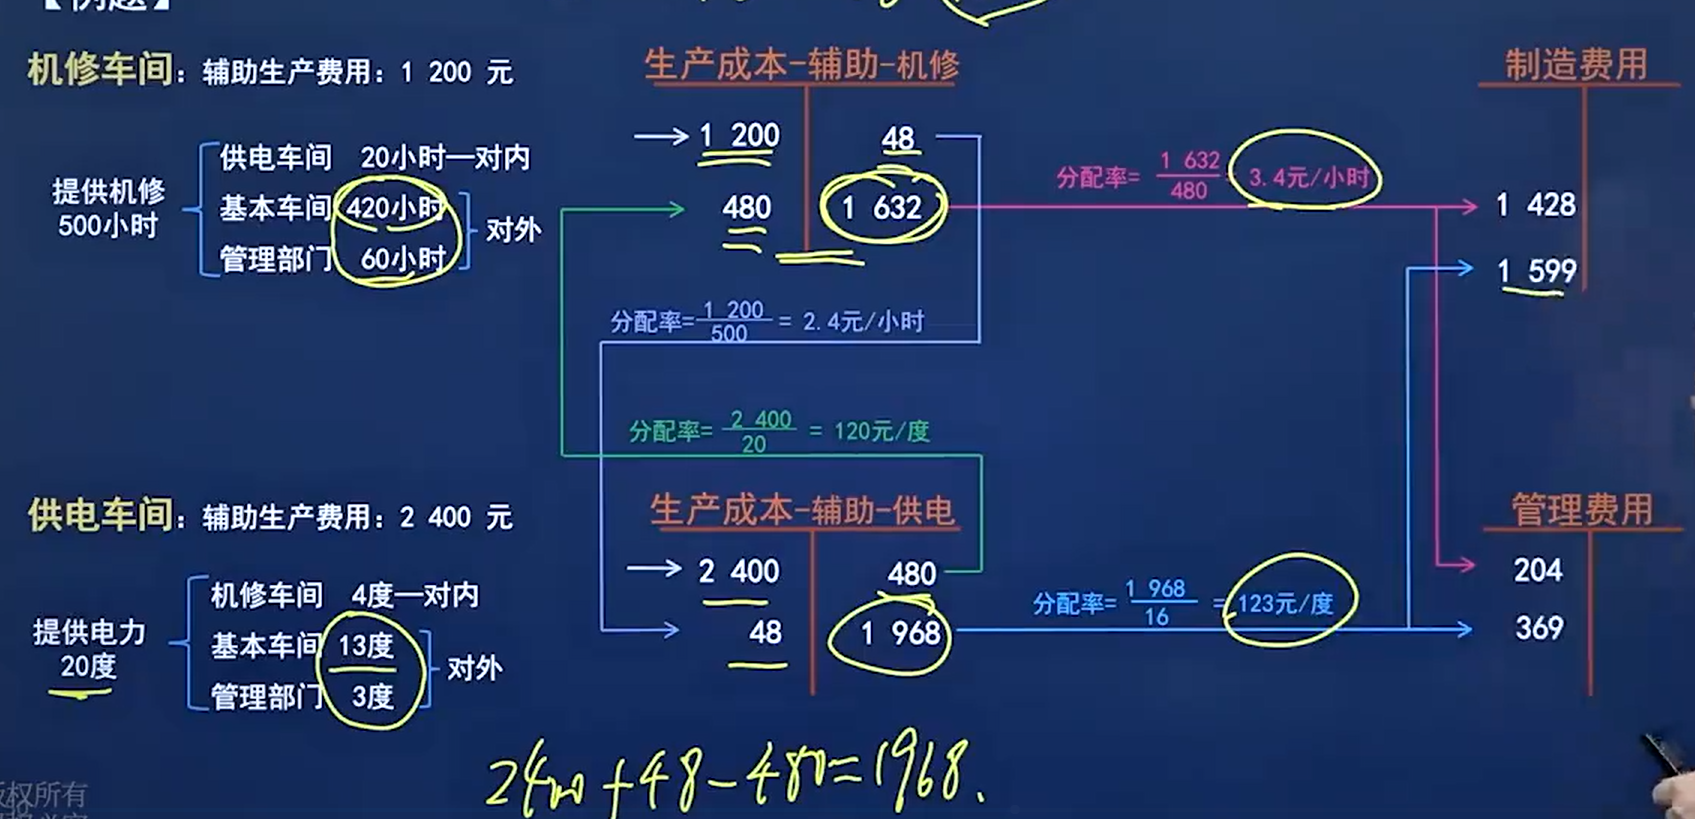 【例题】
机修车间：辅助生产费用：1 200 元
提供机修
500小时
供电车间 20小时—对内
基本车间 420小时
管理部门 60小时
对外
生产成本-辅助-机修
1 200
48
480
1 632
分配率=1 632/480=3.4元/小时
制造费用
1 428
1 599
分配率=1 200/500=2.4元/小时
分配率=2 400/20=120元/度
供电车间：辅助生产费用：2 400 元
提供电力
20度
机修车间 4度—对内
基本车间 13度
管理部门 3度
对外
生产成本-辅助-供电
2 400
480
48
1 968
分配率=1 968/16=123元/度
管理费用
204
369
2400+48-480=1968.
版权所有